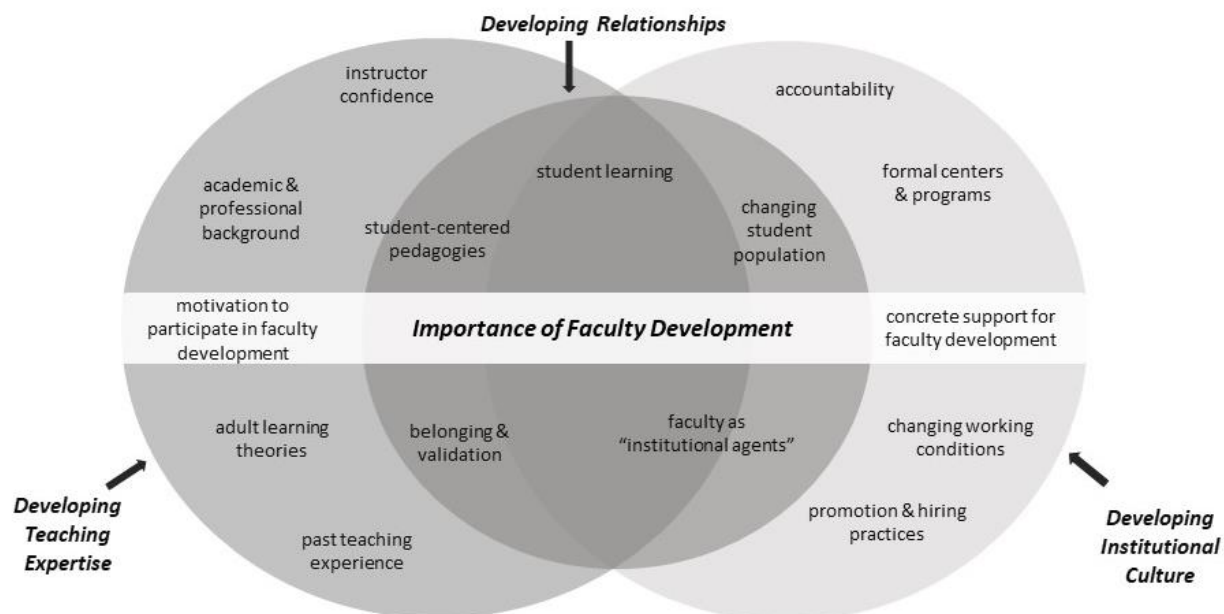 Developing Relationships
instructor
confidence
accountability
academic &
professional
background
student learning
formal centers
& programs
student-centered
pedagogies
changing
student
population
motivation to
participate in faculty
development
Importance of Faculty Development
concrete support for
faculty development
adult learning
theories
belonging &
validation
faculty as
“institutional agents”
changing working
conditions
Developing
Teaching
Expertise
past teaching
experience
promotion & hiring
practices
Developing
Institutional
Culture